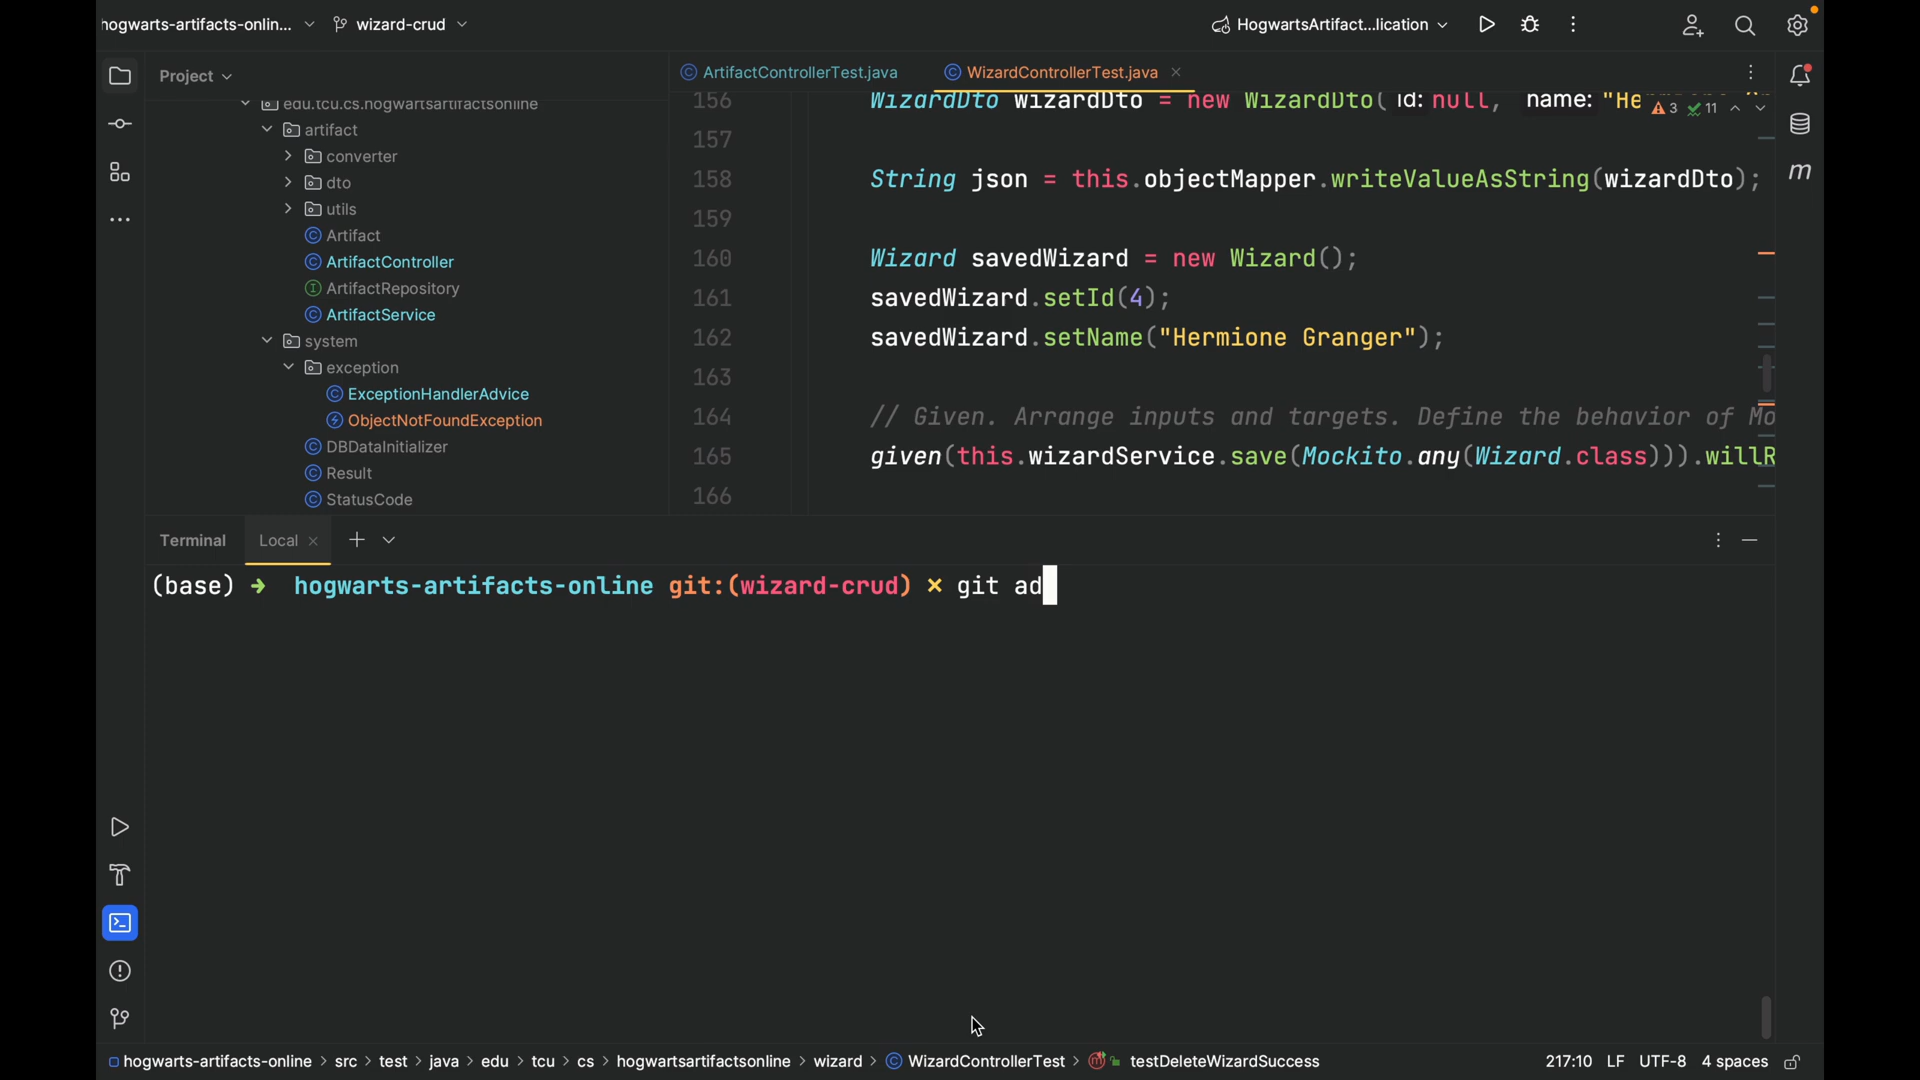 hogwarts-artifacts-onlin...
wizard-crud
HogwartsArtifact...lication
Project
edu.tcu.cs.hogwartsartifactsonline
artifact
converter
dto
utils
Artifact
ArtifactController
ArtifactRepository
ArtifactService
system
exception
ExceptionHandlerAdvice
ObjectNotFoundException
DBDataInitializer
Result
StatusCode
ArtifactControllerTest.java
WizardControllerTest.java
3 11
156 WizardDto wizardDto = new WizardDto( id: null, name: "He
157
158 String json = this.objectMapper.writeValueAsString(wizardDto);
159
160 Wizard savedWizard = new Wizard();
161 savedWizard.setId(4);
162 savedWizard.setName("Hermione Granger");
163
164 // Given. Arrange inputs and targets. Define the behavior of Mo
165 given(this.wizardService.save(Mockito.any(Wizard.class))).willR
166
Terminal Local
(base) ➜ hogwarts-artifacts-online git:(wizard-crud) ✗ git ad
hogwarts-artifacts-online > src > test > java > edu > tcu > cs > hogwartsartifactsonline > wizard > WizardControllerTest > testDeleteWizardSuccess
217:10 LF UTF-8 4 spaces